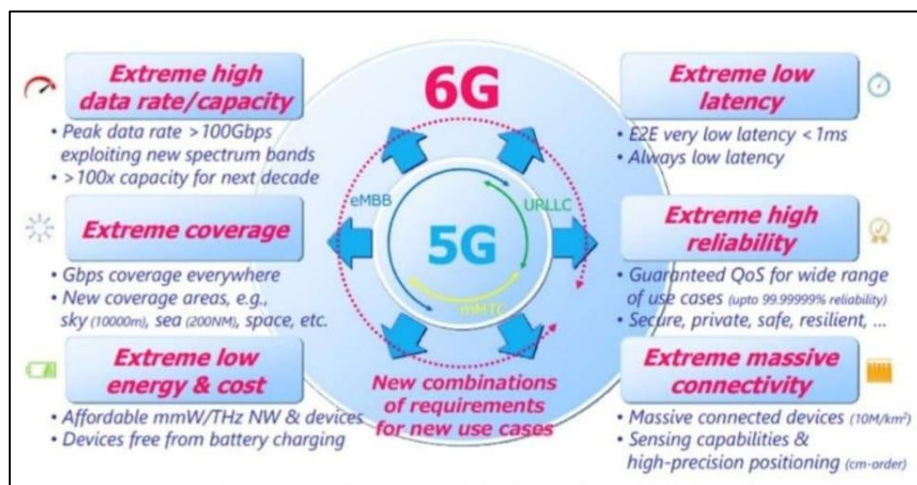 Extreme high
data rate/capacity
• Peak data rate >100Gbps
exploiting new spectrum bands
• >100x capacity for next decade
Extreme coverage
• Gbps coverage everywhere
• New coverage areas, e.g.,
sky (10000m), sea (200NM), space, etc.
Extreme low
energy & cost
• Affordable mmW/THz NW & devices
• Devices free from battery charging
6G
eMBB
URLLC
5G
mMTC
New combinations
of requirements
for new use cases
Extreme low
latency
• E2E very low latency <1ms
• Always low latency
Extreme high
reliability
• Guaranteed QoS for wide range
of use cases (upto 99.99999% reliability)
• Secure, private, safe, resilient, ...
Extreme massive
connectivity
• Massive connected devices (10M/km²)
• Sensing capabilities &
high-precision positioning (cm-order)